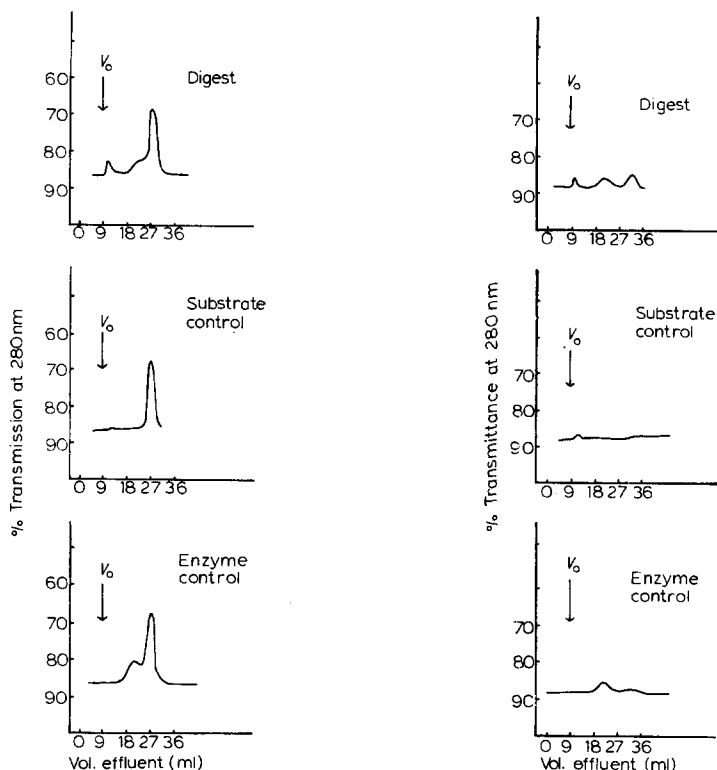 V₀
Digest
60
70
80
90
0 9 18 27 36
% Transmission at 280nm
V₀
Substrate
control
60
70
80
90
0 9 18 27 36
V₀
Enzyme
control
60
70
80
90
0 9 18 27 36
Vol. effluent (ml)
V₀
Digest
70
80
90
0 9 18 27 36
% Transmittance at 280nm
V₀
Substrate
control
70
80
90
0 9 18 27 36
V₀
Enzyme
control
70
80
90
0 9 18 27 36
Vol. effluent (ml)